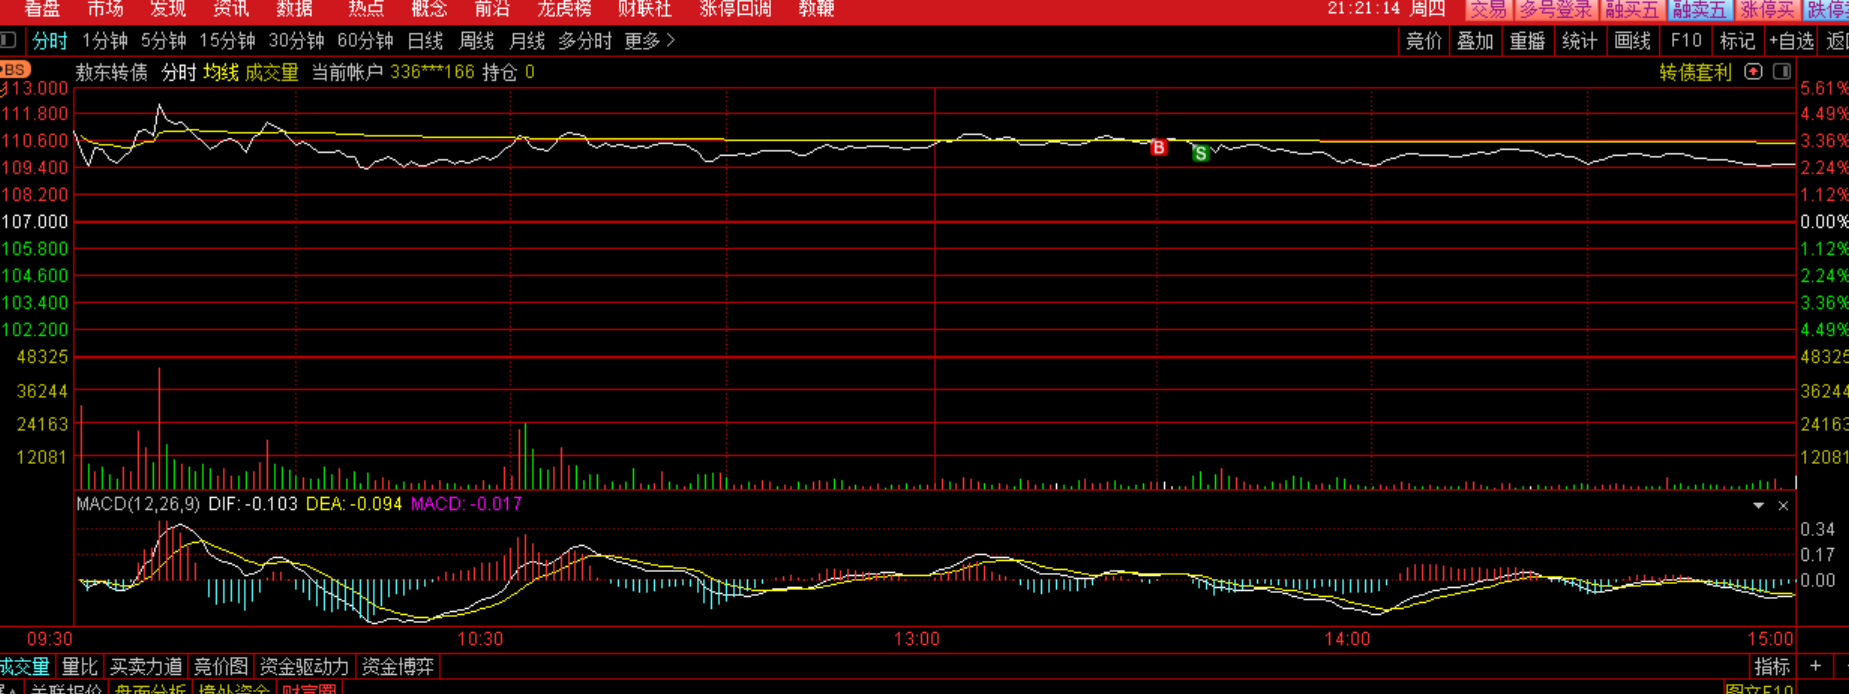 看盘 市场 发现 资讯 数据 热点 概念 前沿 龙虎榜 财联社 涨停回调 教鞭 21:21:14 周四 交易 多号登录 融买五 融卖五 涨停买 跌停
分时 1分钟 5分钟 15分钟 30分钟 60分钟 日线 周线 月线 多分时 更多 > 竞价 叠加 重播 统计 画线 F10 标记 +自选 返回
BS 敖东转债 分时 均线 成交量 当前帐户 336***166 持仓 0 转债套利
113.000 5.61%
111.800 4.49%
110.600 B S 3.36%
109.400 2.24%
108.200 1.12%
107.000 0.00%
105.800 1.12%
104.600 2.24%
103.400 3.36%
102.200 4.49%
48325 48325
36244 36244
24163 24163
12081 12081
MACD(12,26,9) DIF: -0.103 DEA: -0.094 MACD: -0.017
0.34
0.17
0.00
09:30 10:30 13:00 14:00 15:00
成交量 量比 买卖力道 竞价图 资金驱动力 资金博弈 指标 +
关联报价 盘面分析 境外资金 财富圈 图文F10